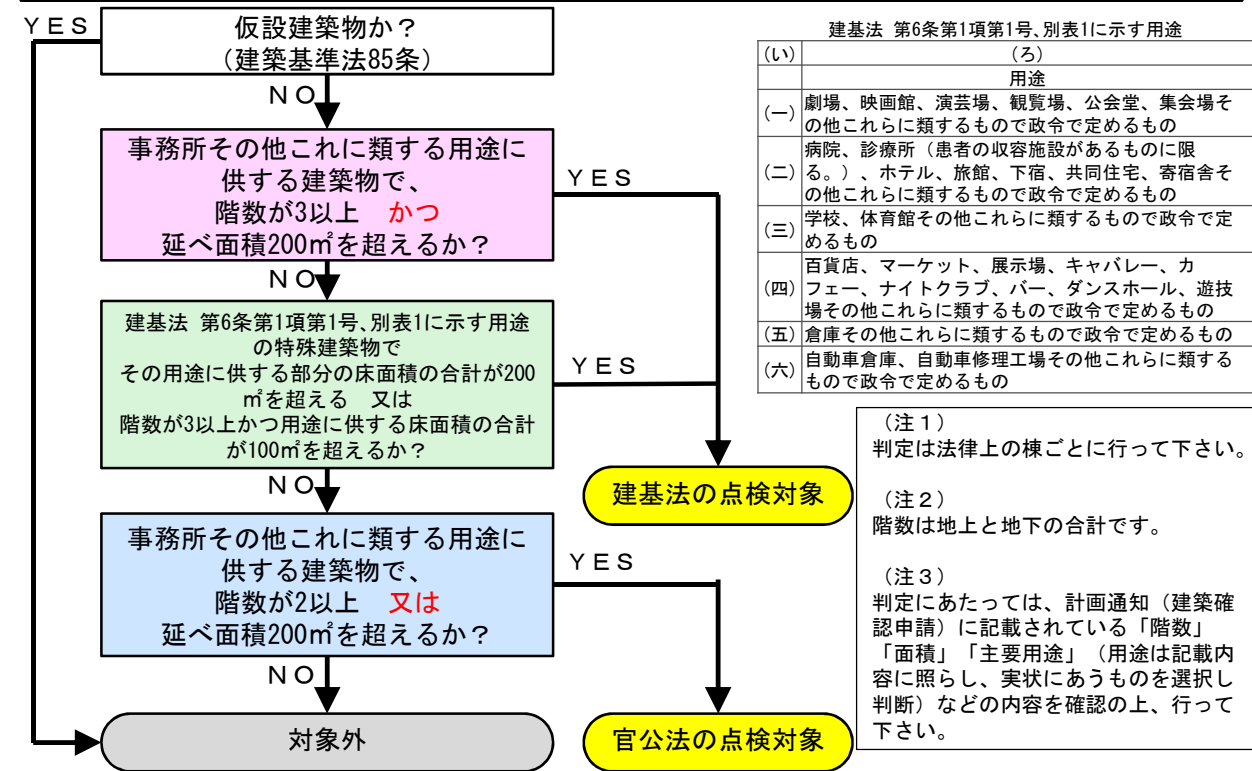 ＹＥＳ
仮設建築物か？
（建築基準法85条）
ＮＯ
事務所その他これに類する用途に
供する建築物で、
階数が3以上　かつ
延べ面積200㎡を超えるか？
ＹＥＳ
ＮＯ
建基法 第6条第1項第1号､別表1に示す用途
の特殊建築物で
その用途に供する部分の床面積の合計が200
㎡を超える　又は
階数が3以上かつ用途に供する床面積の合計
が100㎡を超えるか？
ＹＥＳ
ＮＯ
建基法の点検対象
事務所その他これに類する用途に
供する建築物で、
階数が2以上　又は
延べ面積200㎡を超えるか？
ＹＥＳ
ＮＯ
対象外
官公法の点検対象
建基法 第6条第1項第1号､別表1に示す用途
（い）　（ろ）
用途
（一）　劇場、映画館、演芸場、観覧場、公会堂、集会場そ
の他これらに類するもので政令で定めるもの
（二）　病院、診療所（患者の収容施設があるものに限
る。）、ホテル、旅館、下宿、共同住宅、寄宿舎そ
の他これらに類するもので政令で定めるもの
（三）　学校、体育館その他これらに類するもので政令で定
めるもの
（四）　百貨店、マーケット、展示場、キャバレー、カ
フェー、ナイトクラブ、バー、ダンスホール、遊技
場その他これらに類するもので政令で定めるもの
（五）　倉庫その他これらに類するもので政令で定めるもの
（六）　自動車倉庫、自動車修理工場その他これらに類する
もので政令で定めるもの
（注１）
判定は法律上の棟ごとに行って下さい。
（注２）
階数は地上と地下の合計です。
（注３）
判定にあたっては、計画通知（建築確
認申請）に記載されている「階数」
「面積」「主要用途」（用途は記載内
容に照らし、実状にあうものを選択し
判断）などの内容を確認の上、行って
下さい。